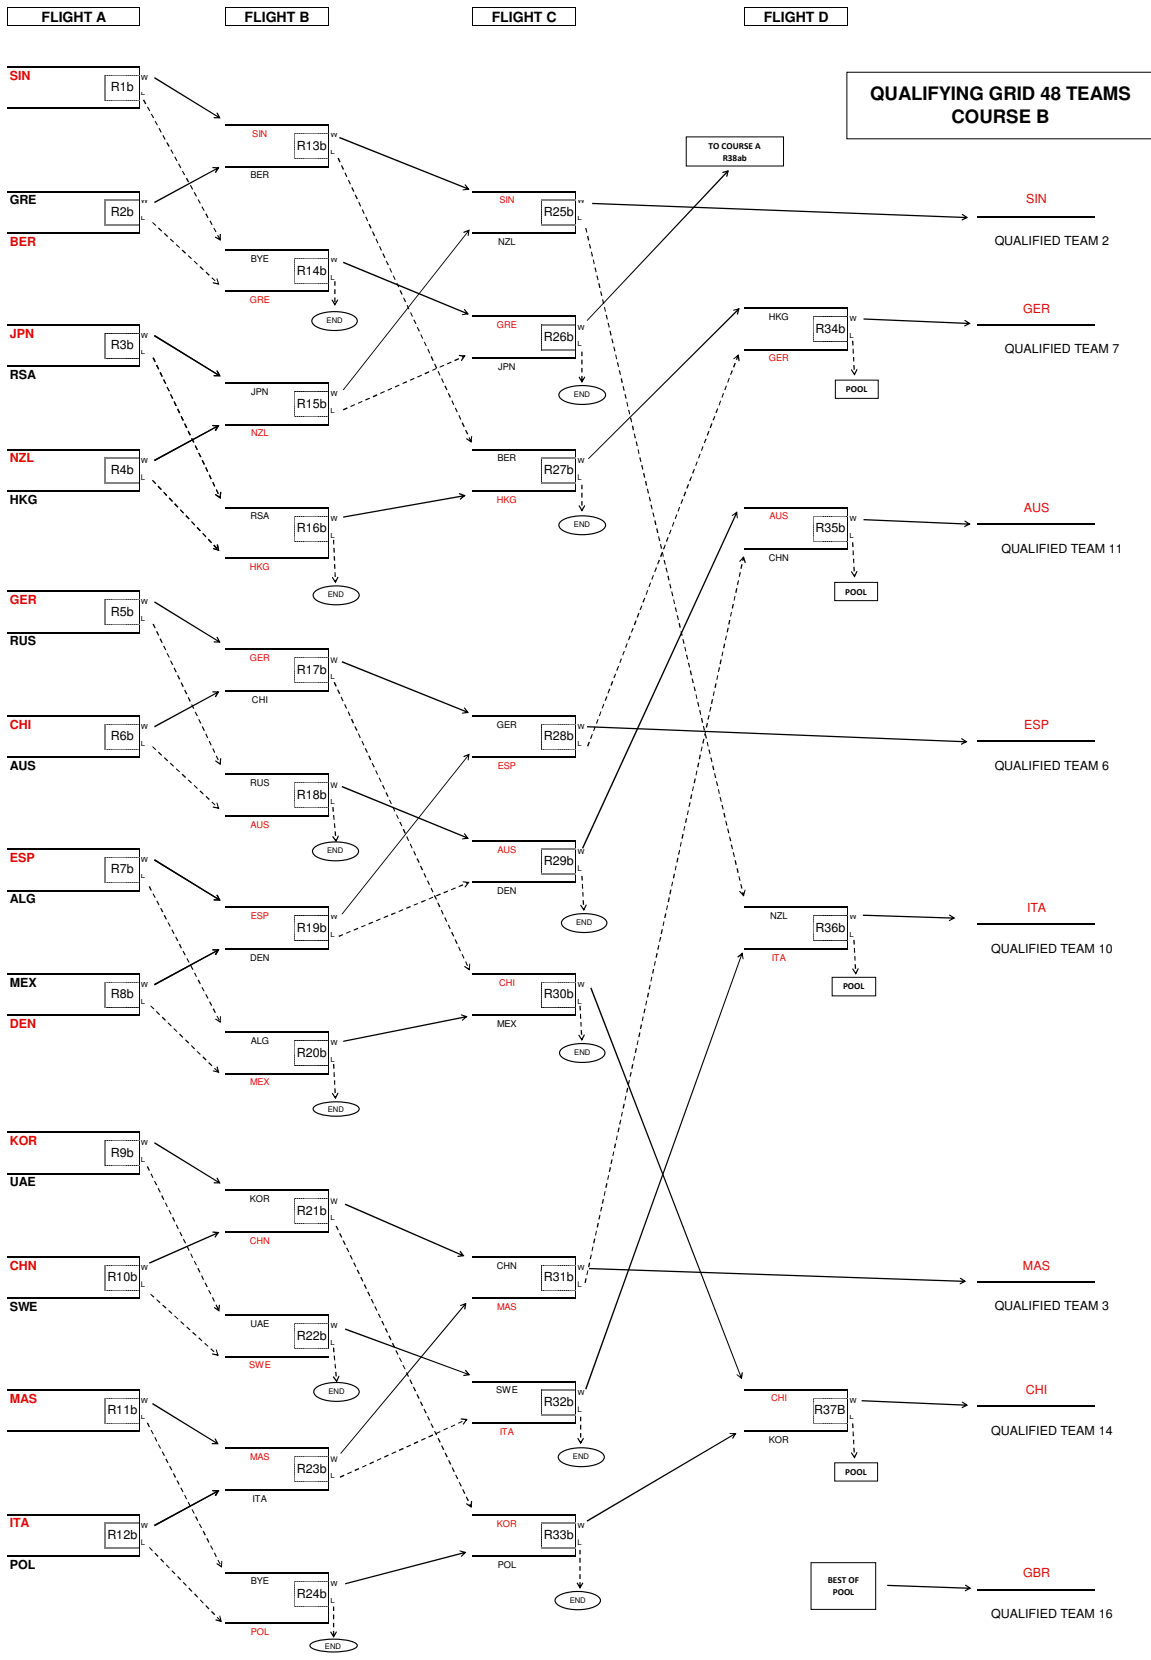 FLIGHT A
FLIGHT B
FLIGHT C
FLIGHT D
QUALIFYING GRID 48 TEAMS
COURSE B
SIN
R1b
W
L
GRE
R2b
W
L
BER
JPN
R3b
W
L
RSA
NZL
R4b
W
L
HKG
GER
R5b
W
L
RUS
CHI
R6b
W
L
AUS
ESP
R7b
W
L
ALG
MEX
R8b
W
L
DEN
KOR
R9b
W
L
UAE
CHN
R10b
W
L
SWE
MAS
R11b
W
L
ITA
R12b
W
L
POL
SIN
R13b
W
L
BER
BYE
R14b
W
L
GRE
END
JPN
R15b
W
L
NZL
RSA
R16b
W
L
HKG
END
GER
R17b
W
L
CHI
RUS
R18b
W
L
AUS
END
ESP
R19b
W
L
DEN
ALG
R20b
W
L
MEX
END
KOR
R21b
W
L
CHN
UAE
R22b
W
L
SWE
END
MAS
R23b
W
L
ITA
BYE
R24b
W
L
POL
END
TO COURSE A
R38ab
SIN
R25b
W
L
NZL
GRE
R26b
W
L
JPN
END
BER
R27b
W
L
HKG
END
GER
R28b
W
L
ESP
AUS
R29b
W
L
DEN
END
CHI
R30b
W
L
MEX
END
CHN
R31b
W
L
MAS
SWE
R32b
W
L
ITA
END
KOR
R33b
W
L
POL
END
HKG
R34b
W
L
GER
POOL
AUS
R35b
W
L
CHN
POOL
NZL
R36b
W
L
ITA
POOL
CHI
R37B
W
L
KOR
POOL
BEST OF
POOL
SIN
QUALIFIED TEAM 2
GER
QUALIFIED TEAM 7
AUS
QUALIFIED TEAM 11
ESP
QUALIFIED TEAM 6
ITA
QUALIFIED TEAM 10
MAS
QUALIFIED TEAM 3
CHI
QUALIFIED TEAM 14
GBR
QUALIFIED TEAM 16